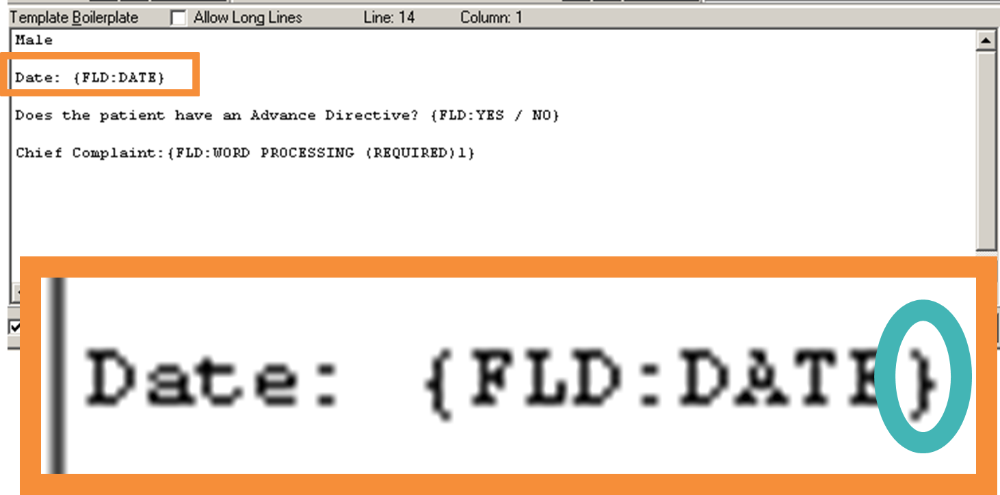 Template Boilerplate Allow Long Lines Line: 14 Column: 1
Male
Date: {FLD:DATE}
Does the patient have an Advance Directive? {FLD:YES / NO}
Chief Complaint:{FLD:WORD PROCESSING (REQUIRED)1}
Date: {FLD:DATE}